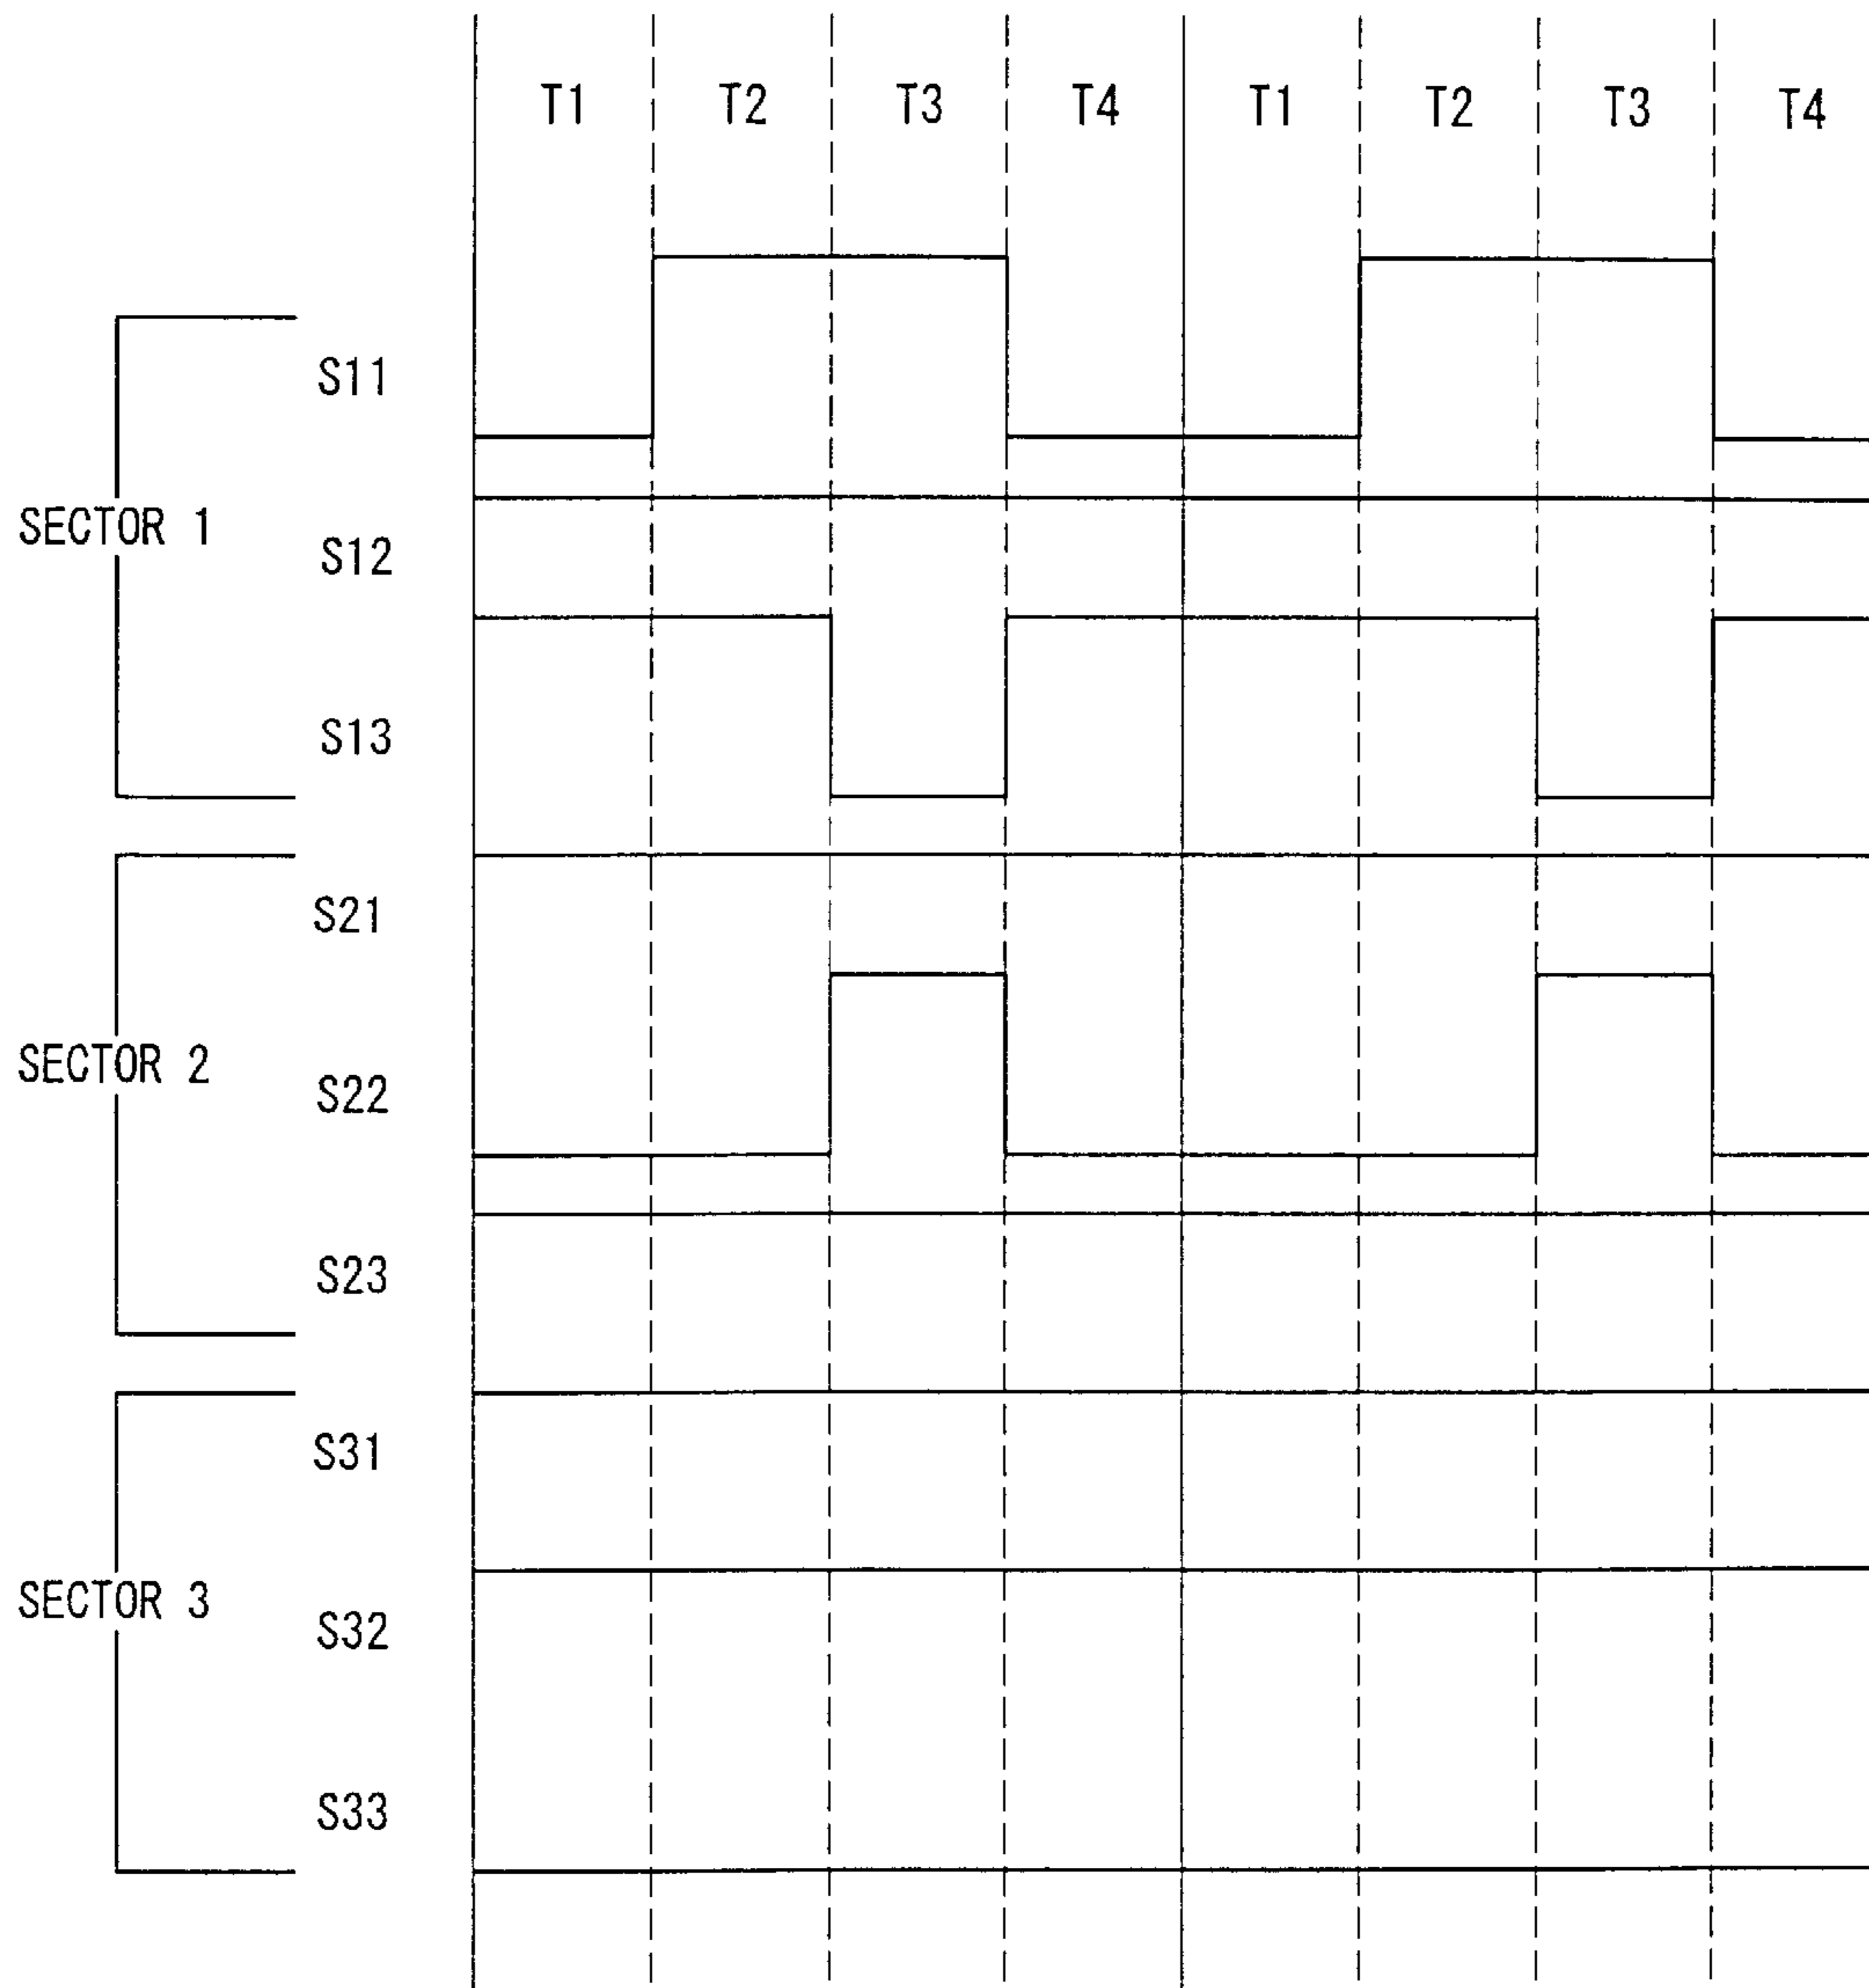 T1 T2 T3 T4 T1 T2 T3 T4
S11
SECTOR 1
S12
S13
S21
SECTOR 2
S22
S23
S31
SECTOR 3
S32
S33